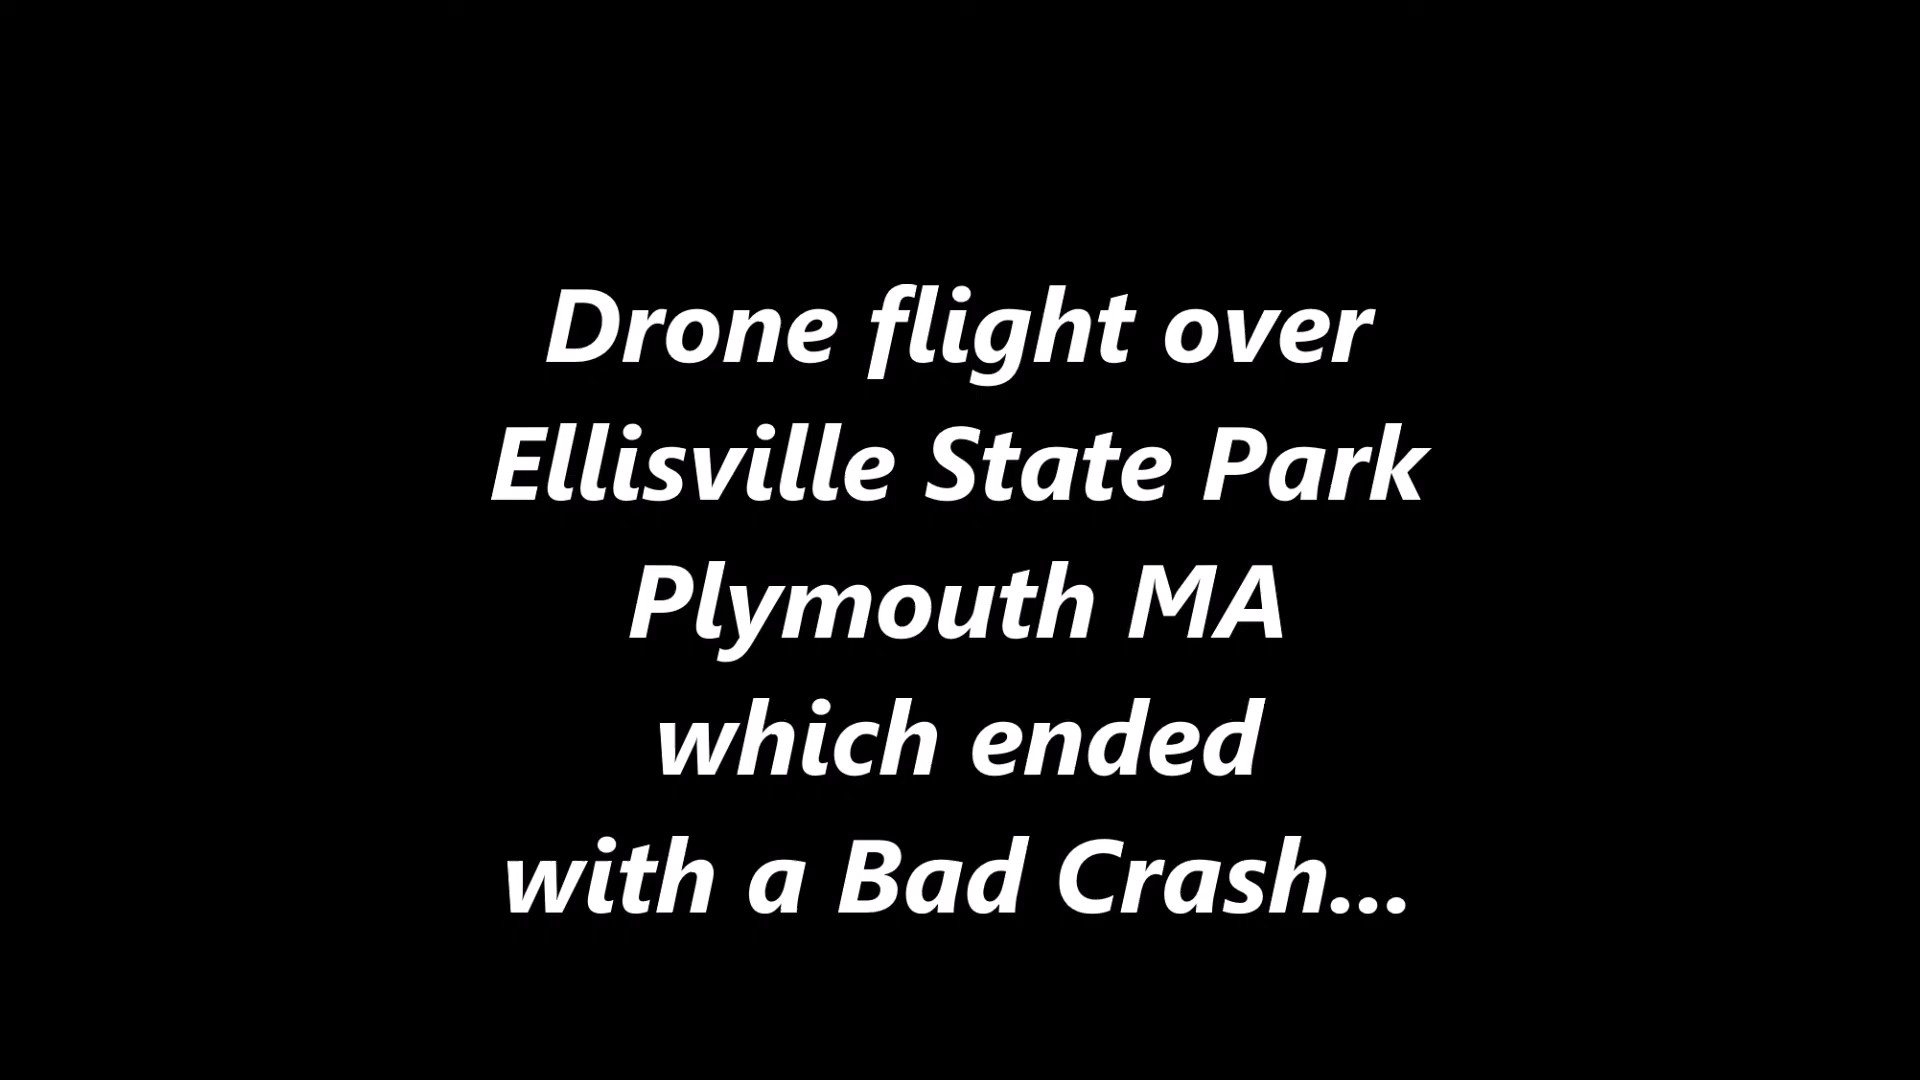 Drone flight over
Ellisville State Park
Plymouth MA
which ended
with a Bad Crash...